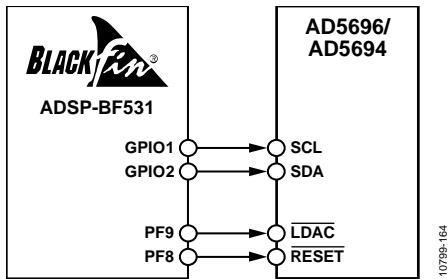 BLACKfin®
ADSP-BF531
AD5696/
AD5694
GPIO1
SCL
GPIO2
SDA
PF9
LDAC
PF8
RESET
10799-164